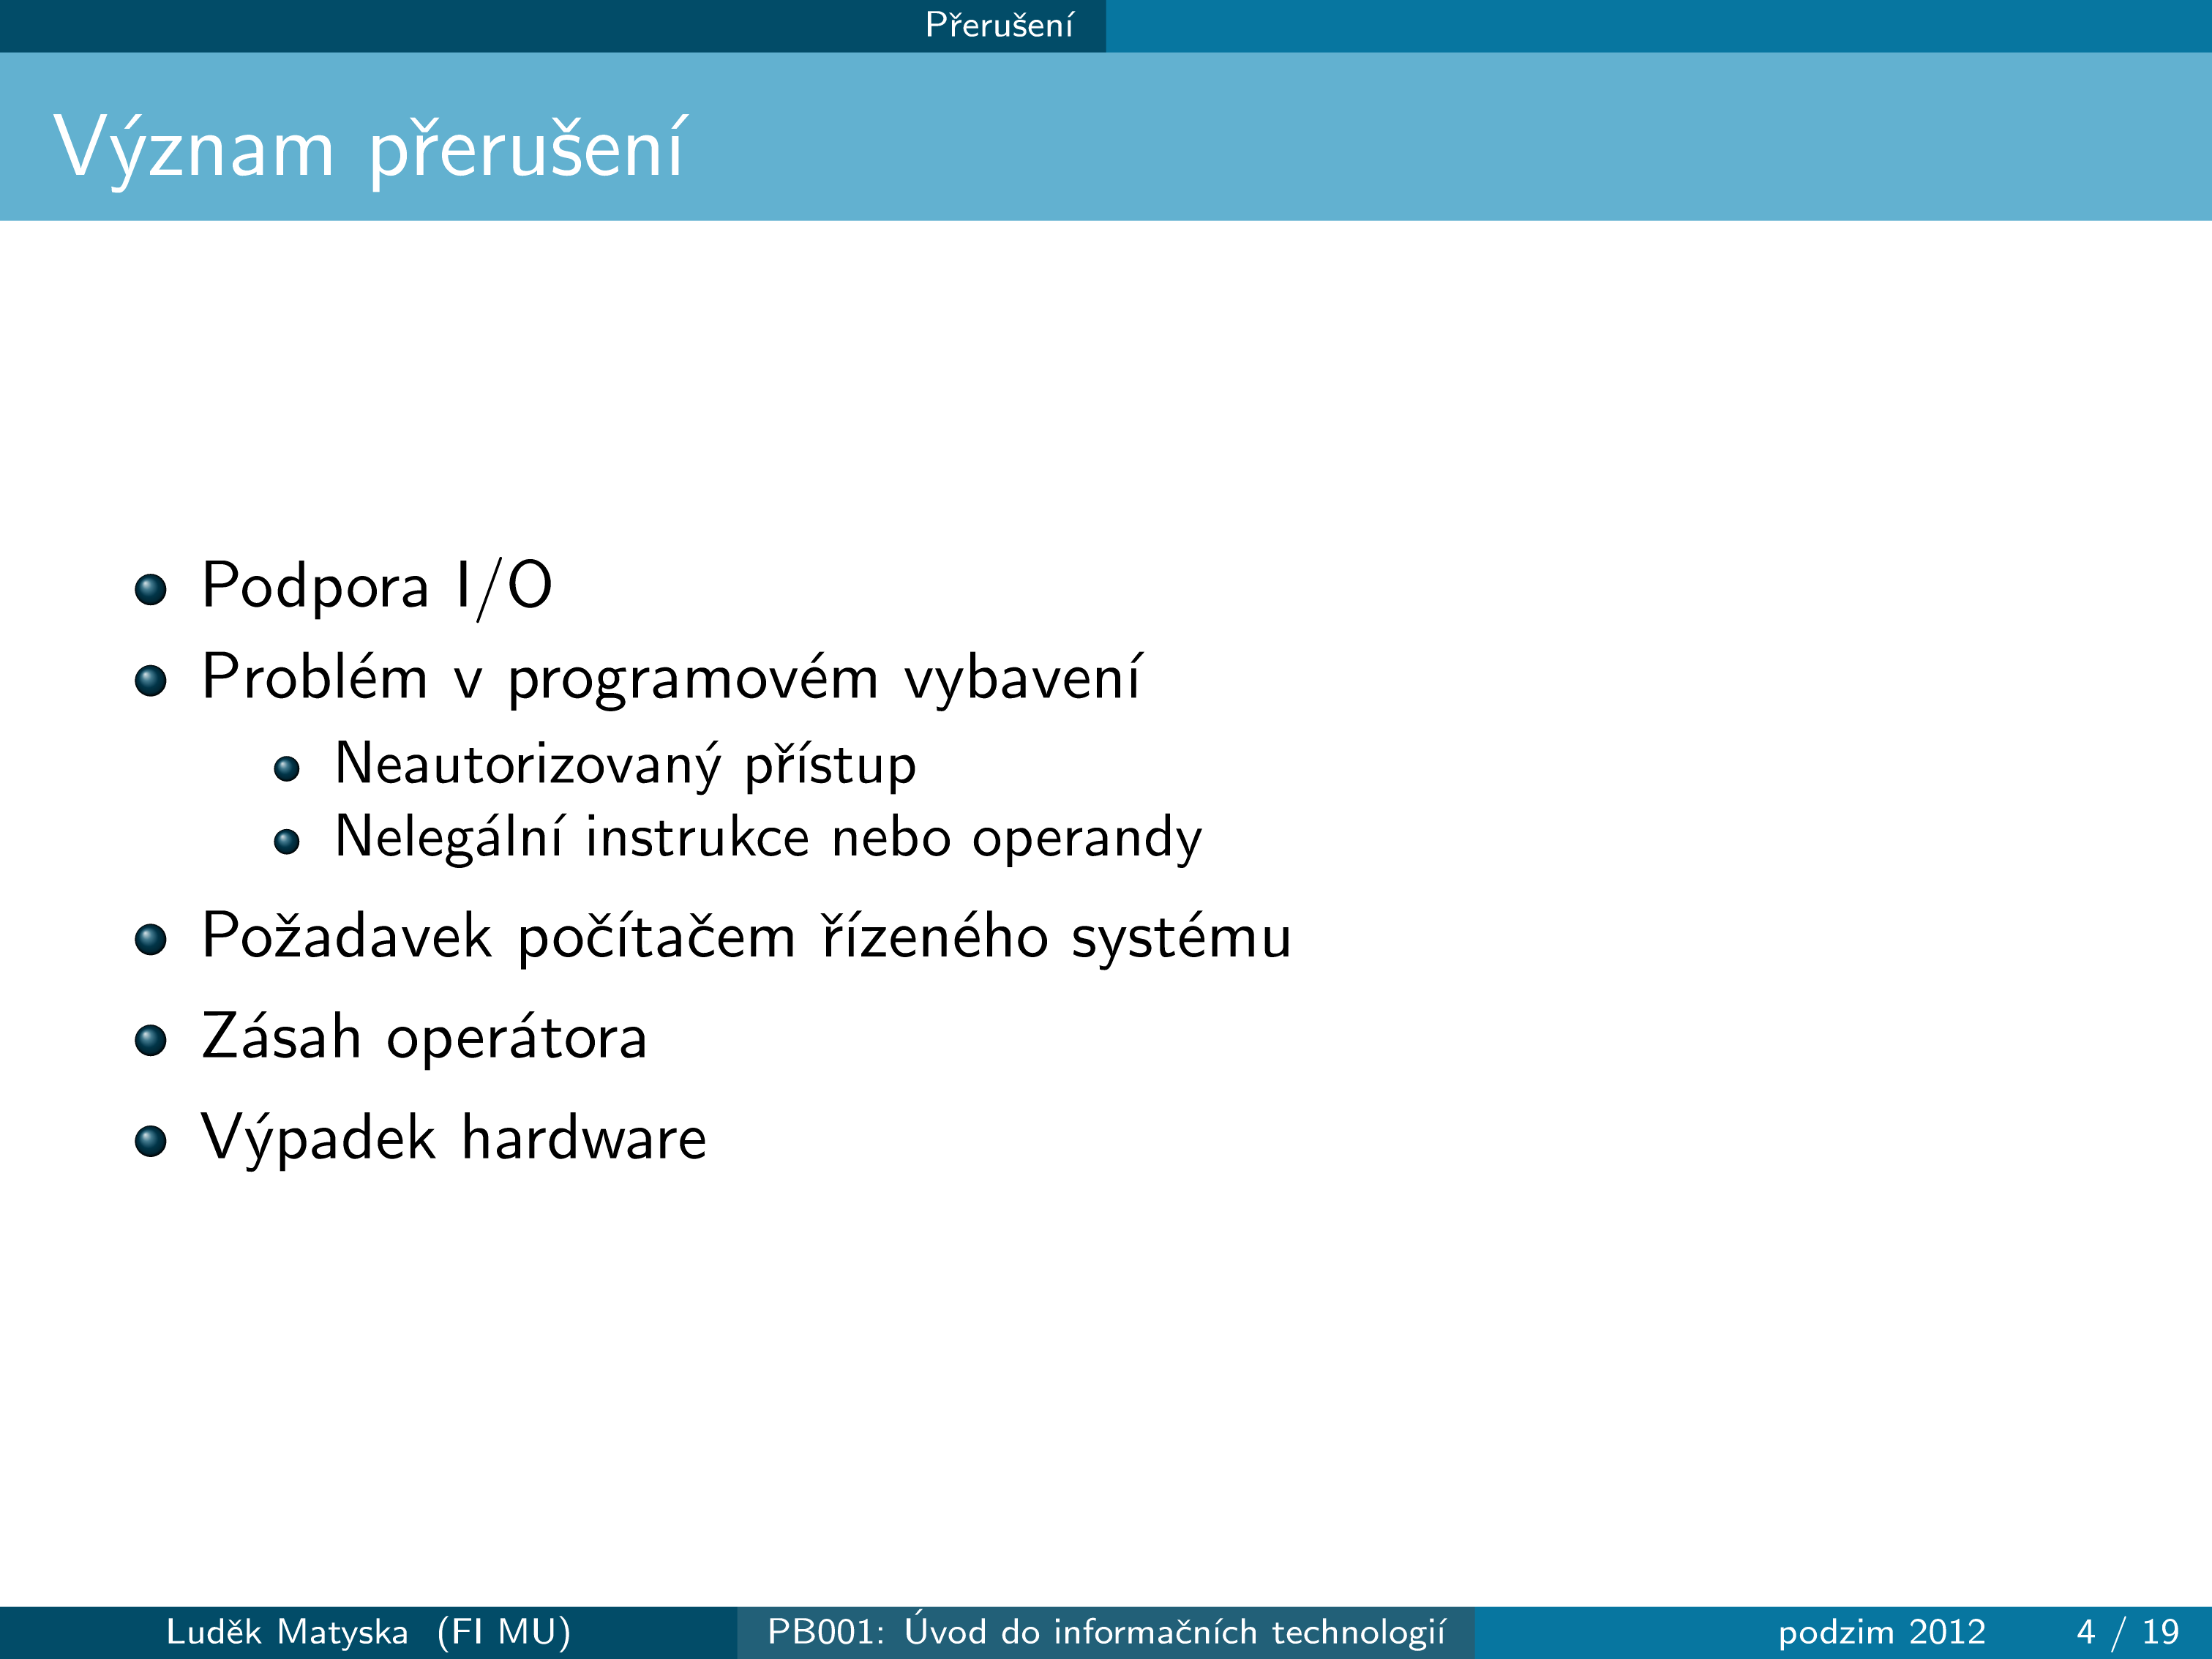 Přerušení
Význam přerušení
Podpora I/O
Problém v programovém vybavení
Neautorizovaný přístup
Nelegální instrukce nebo operandy
Požadavek počítačem řízeného systému
Zásah operátora
Výpadek hardware
Luděk Matyska (FI MU) PB001: Úvod do informačních technologií podzim 2012 4 / 19